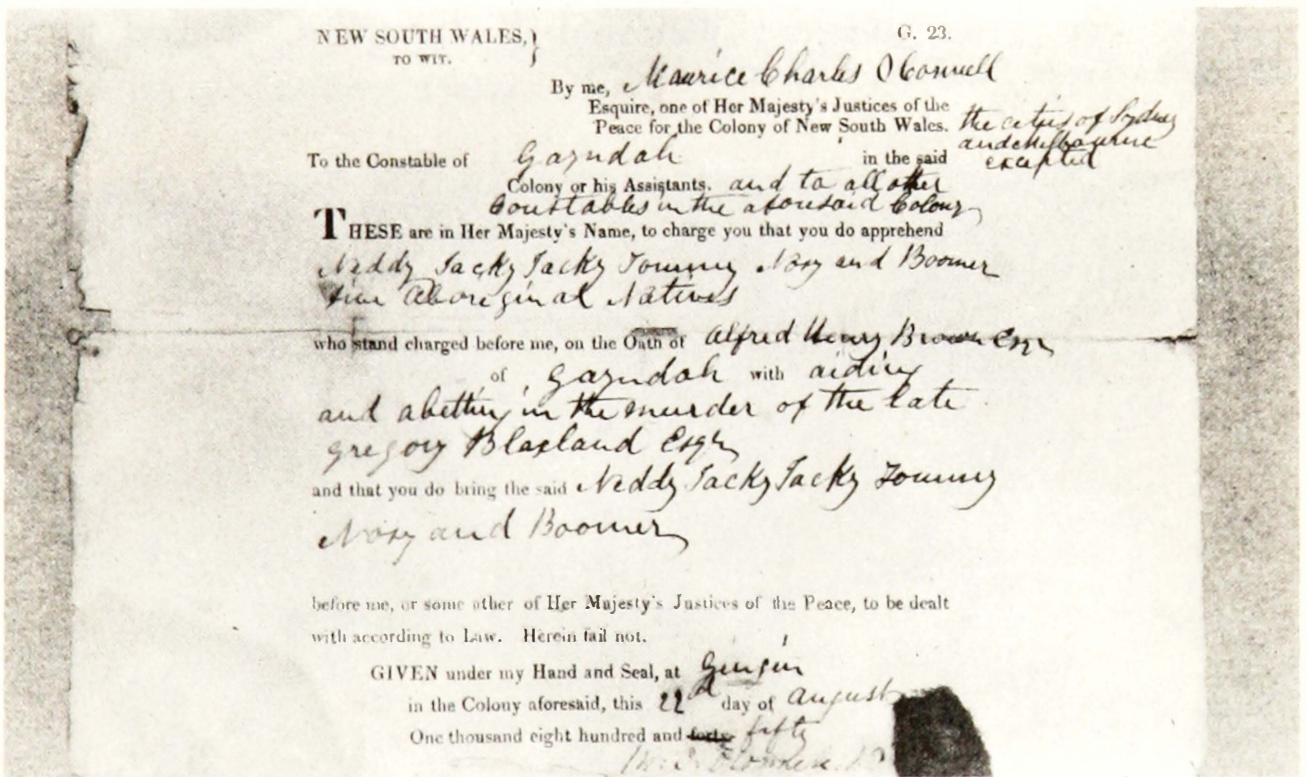 NEW SOUTH WALES,}
TO WIT.
G. 23.
By me, Maurice Charles O'Connell
Esquire, one of Her Majesty's Justices of the
Peace for the Colony of New South Wales. the cities of Sydney
and Melbourne
excepted
To the Constable of Gayndah in the said
Colony or his Assistants. and to all other
Constables in the aforesaid Colony
THESE are in Her Majesty's Name, to charge you that you do apprehend
Neddy Jacky Jacky Tommy Nosy and Boomer
five Aboriginal Natives
who stand charged before me, on the Oath of Alfred Henry Brown Esqr
of Gayndah with aiding
and abetting in the murder of the late
Gregory Blaxland Esqr
and that you do bring the said Neddy Jacky Jacky Tommy
Nosy and Boomer
before me, or some other of Her Majesty's Justices of the Peace, to be dealt
with according to Law. Herein fail not.
GIVEN under my Hand and Seal, at Gin Gin
in the Colony aforesaid, this 22d day of August
One thousand eight hundred and forty fifty